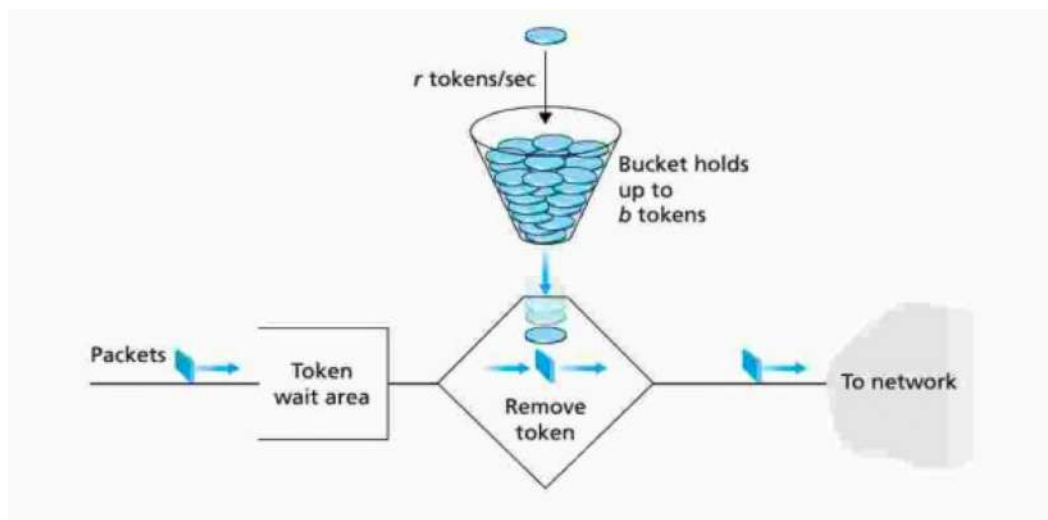 r tokens/sec
Bucket holds
up to
b tokens
Packets
Token
wait area
Remove
token
To network